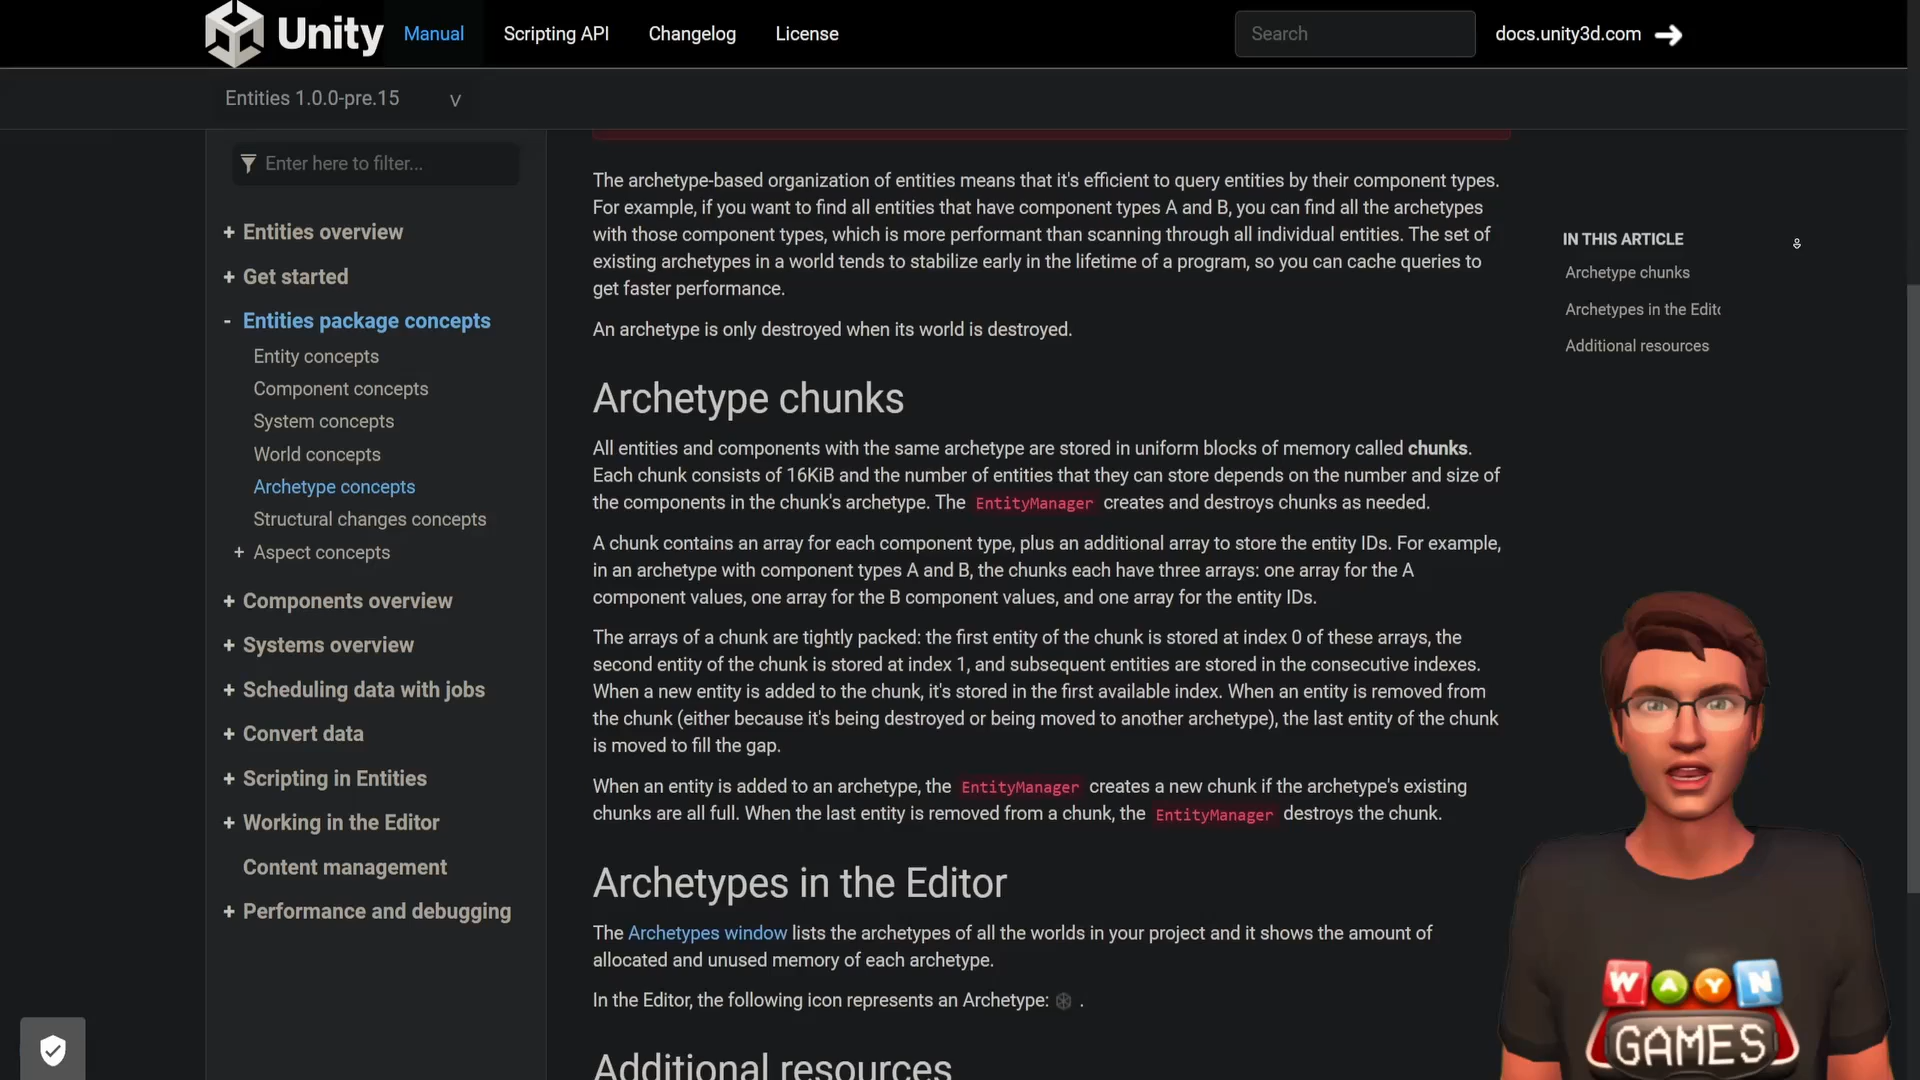 Unity
Manual
Scripting API
Changelog
License
Search
docs.unity3d.com
Entities 1.0.0-pre.15
Enter here to filter...
+ Entities overview
+ Get started
- Entities package concepts
Entity concepts
Component concepts
System concepts
World concepts
Archetype concepts
Structural changes concepts
+ Aspect concepts
+ Components overview
+ Systems overview
+ Scheduling data with jobs
+ Convert data
+ Scripting in Entities
+ Working in the Editor
Content management
+ Performance and debugging
The archetype-based organization of entities means that it's efficient to query entities by their component types.
For example, if you want to find all entities that have component types A and B, you can find all the archetypes
with those component types, which is more performant than scanning through all individual entities. The set of
existing archetypes in a world tends to stabilize early in the lifetime of a program, so you can cache queries to
get faster performance.
An archetype is only destroyed when its world is destroyed.
Archetype chunks
All entities and components with the same archetype are stored in uniform blocks of memory called chunks.
Each chunk consists of 16KiB and the number of entities that they can store depends on the number and size of
the components in the chunk's archetype. The EntityManager creates and destroys chunks as needed.
A chunk contains an array for each component type, plus an additional array to store the entity IDs. For example,
in an archetype with component types A and B, the chunks each have three arrays: one array for the A
component values, one array for the B component values, and one array for the entity IDs.
The arrays of a chunk are tightly packed: the first entity of the chunk is stored at index 0 of these arrays, the
second entity of the chunk is stored at index 1, and subsequent entities are stored in the consecutive indexes.
When a new entity is added to the chunk, it's stored in the first available index. When an entity is removed from
the chunk (either because it's being destroyed or being moved to another archetype), the last entity of the chunk
is moved to fill the gap.
When an entity is added to an archetype, the EntityManager creates a new chunk if the archetype's existing
chunks are all full. When the last entity is removed from a chunk, the EntityManager destroys the chunk.
Archetypes in the Editor
The Archetypes window lists the archetypes of all the worlds in your project and it shows the amount of
allocated and unused memory of each archetype.
In the Editor, the following icon represents an Archetype: .
Additional resources
IN THIS ARTICLE
Archetype chunks
Archetypes in the Edito
Additional resources
WAYN
GAMES